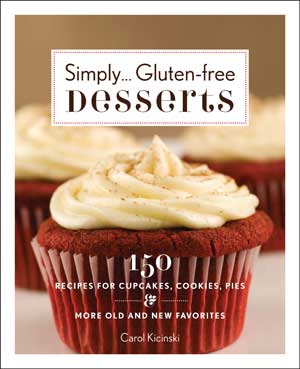 Simply... Gluten-free
Desserts
150
RECIPES FOR CUPCAKES, COOKIES, PIES
&
MORE OLD AND NEW FAVORITES
Carol Kicinski